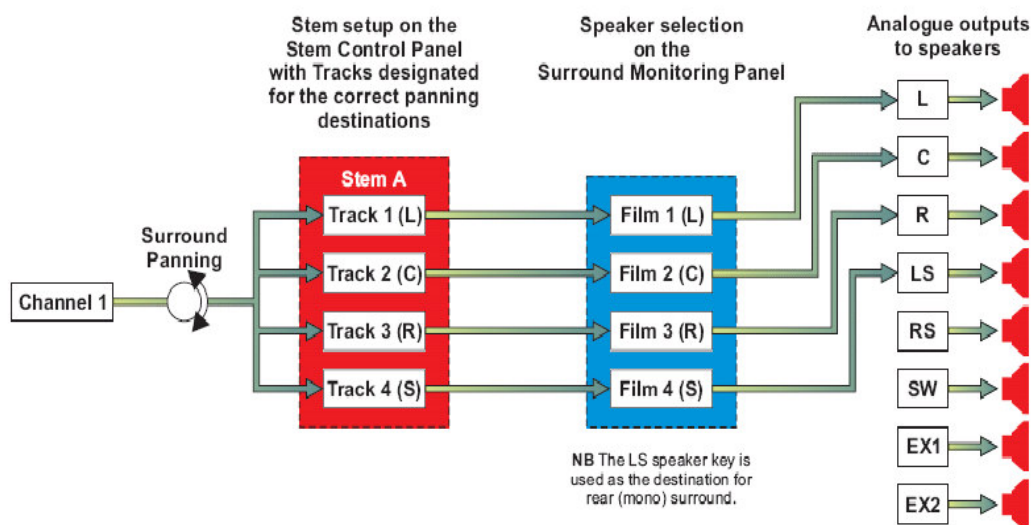 Stem setup on the
Stem Control Panel
with Tracks designated
for the correct panning
destinations
Speaker selection
on the
Surround Monitoring Panel
Analogue outputs
to speakers
Surround
Panning
Channel 1
Stem A
Track 1 (L)
Track 2 (C)
Track 3 (R)
Track 4 (S)
Film 1 (L)
Film 2 (C)
Film 3 (R)
Film 4 (S)
NB The LS speaker key is
used as the destination for
rear (mono) surround.
L
C
R
LS
RS
SW
EX1
EX2